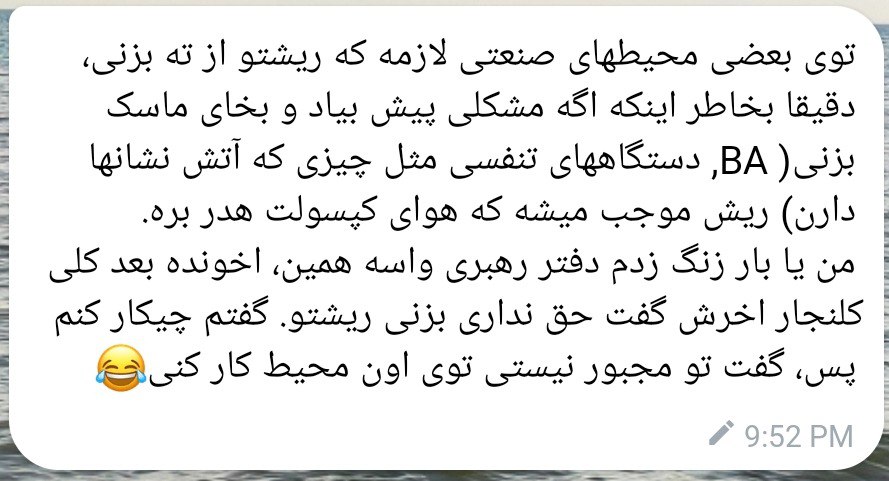 توی بعضی محیطهای صنعتی لازمه که ریشتو از ته بزنی،
دقیقا بخاطر اینکه اگه مشکلی پیش بیاد و بخای ماسک
بزنی( BA, دستگاههای تنفسی مثل چیزی که آتش نشانها
دارن) ریش موجب میشه که هوای کپسولت هدر بره.
من یا بار زنگ زدم دفتر رهبری واسه همین، اخونده بعد کلی
کلنجار اخرش گفت حق نداری بزنی ریشتو. گفتم چیکار کنم
پس، گفت تو مجبور نیستی توی اون محیط کار کنی😂
9:52 PM